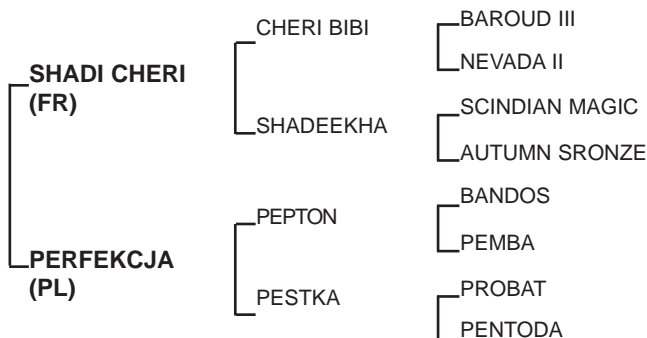 CHERI BIBI
BAROUD III
NEVADA II
SHADI CHERI
(FR)
SHADEEKHA
SCINDIAN MAGIC
AUTUMN SRONZE
PEPTON
BANDOS
PEMBA
PERFEKCJA
(PL)
PESTKA
PROBAT
PENTODA